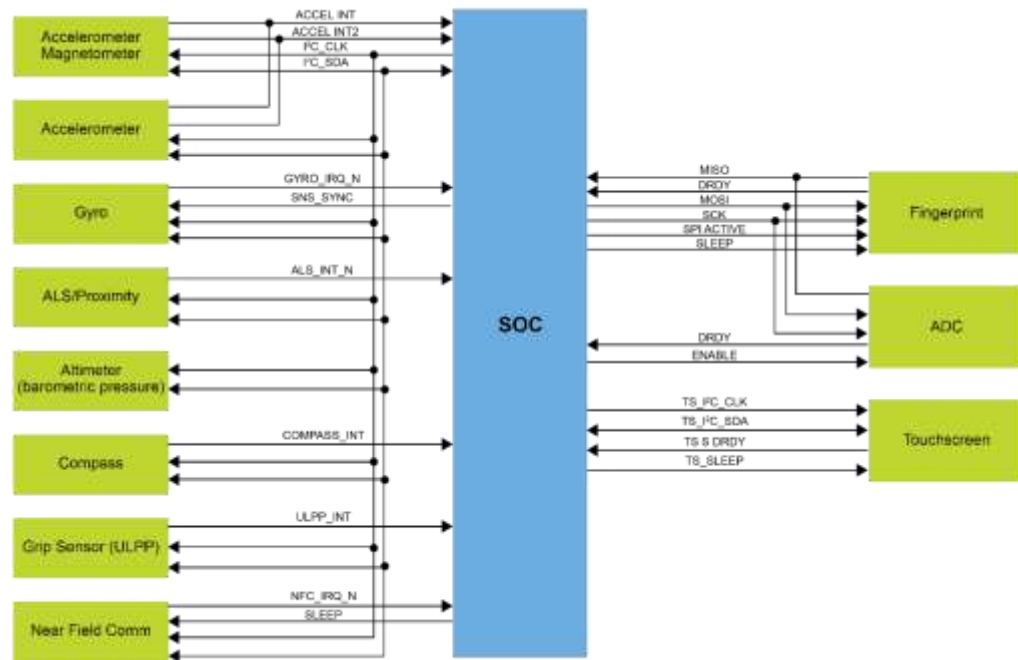 ACCEL INT
ACCEL INT2
I²C_CLK
I²C_SDA
Accelerometer
Magnetometer
Accelerometer
GYRO_IRQ_N
SNS_SYNC
Gyro
ALS_INT_N
ALS/Proximity
Altimeter
(barometric pressure)
COMPASS_INT
Compass
ULPP_INT
Grip Sensor (ULPP)
NFC_IRQ_N
SLEEP
Near Field Comm
SOC
MISO
DRDY
MOSI
SCK
SPI ACTIVE
SLEEP
Fingerprint
ADC
DRDY
ENABLE
TS_I²C_CLK
TS_I²C_SDA
TS S DRDY
TS_SLEEP
Touchscreen